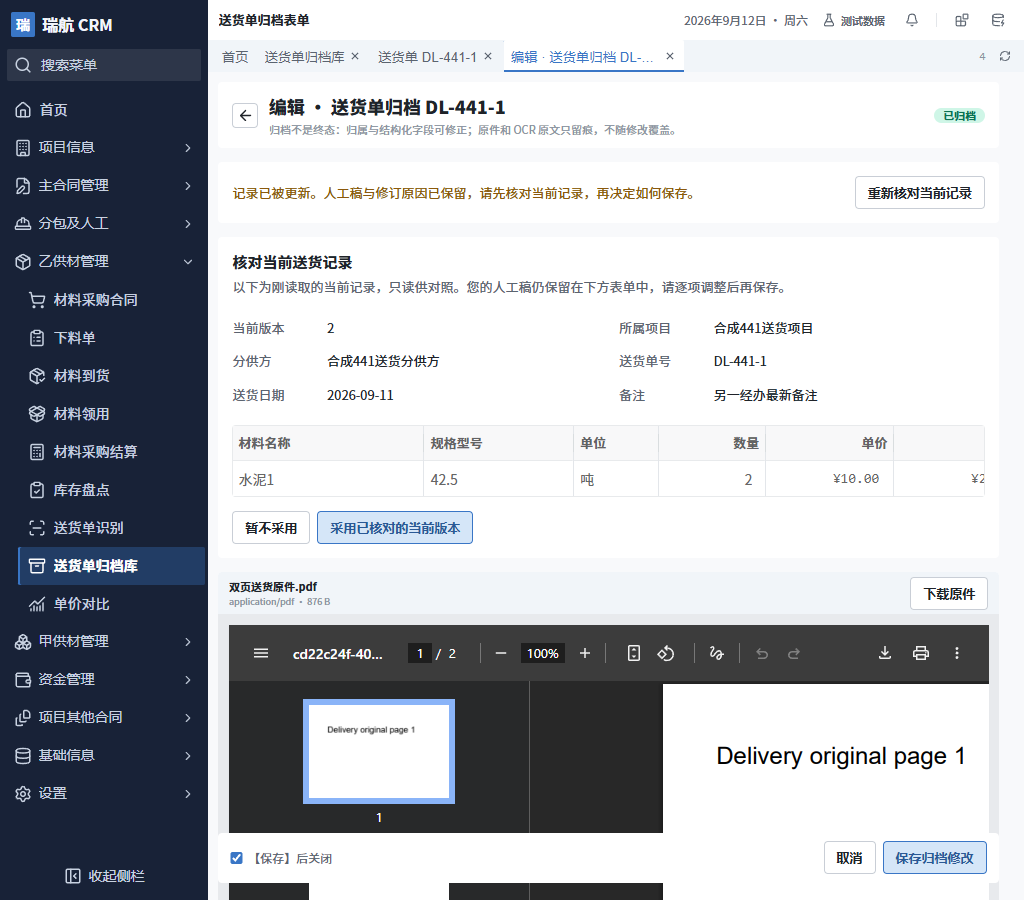 瑞 瑞航 CRM
搜索菜单
首页
项目信息
主合同管理
分包及人工
乙供材管理
材料采购合同
下料单
材料到货
材料领用
材料采购结算
库存盘点
送货单识别
送货单归档库
单价对比
甲供材管理
资金管理
项目其他合同
基础信息
设置
收起侧栏
送货单归档表单
2026年9月12日 · 周六 测试数据
首页 送货单归档库 × 送货单 DL-441-1 × 编辑 · 送货单归档 DL-... × 4
编辑 · 送货单归档 DL-441-1
归档不是终态：归属与结构化字段可修正；原件和 OCR 原文只留痕，不随修改覆盖。
已归档
记录已被更新。人工稿与修订原因已保留，请先核对当前记录，再决定如何保存。
重新核对当前记录
核对当前送货记录
以下为刚读取的当前记录，只读供对照。您的人工稿仍保留在下方表单中，请逐项调整后再保存。
当前版本 2 所属项目 合成441送货项目
分供方 合成441送货分供方 送货单号 DL-441-1
送货日期 2026-09-11 备注 另一经办最新备注
材料名称 规格型号 单位 数量 单价
水泥1 42.5 吨 2 ¥10.00 ¥2
暂不采用 采用已核对的当前版本
双页送货原件.pdf
application/pdf · 876 B
下载原件
cd22c24f-40... 1 / 2 100%
Delivery original page 1
1
Delivery original page 1
【保存】后关闭
取消 保存归档修改